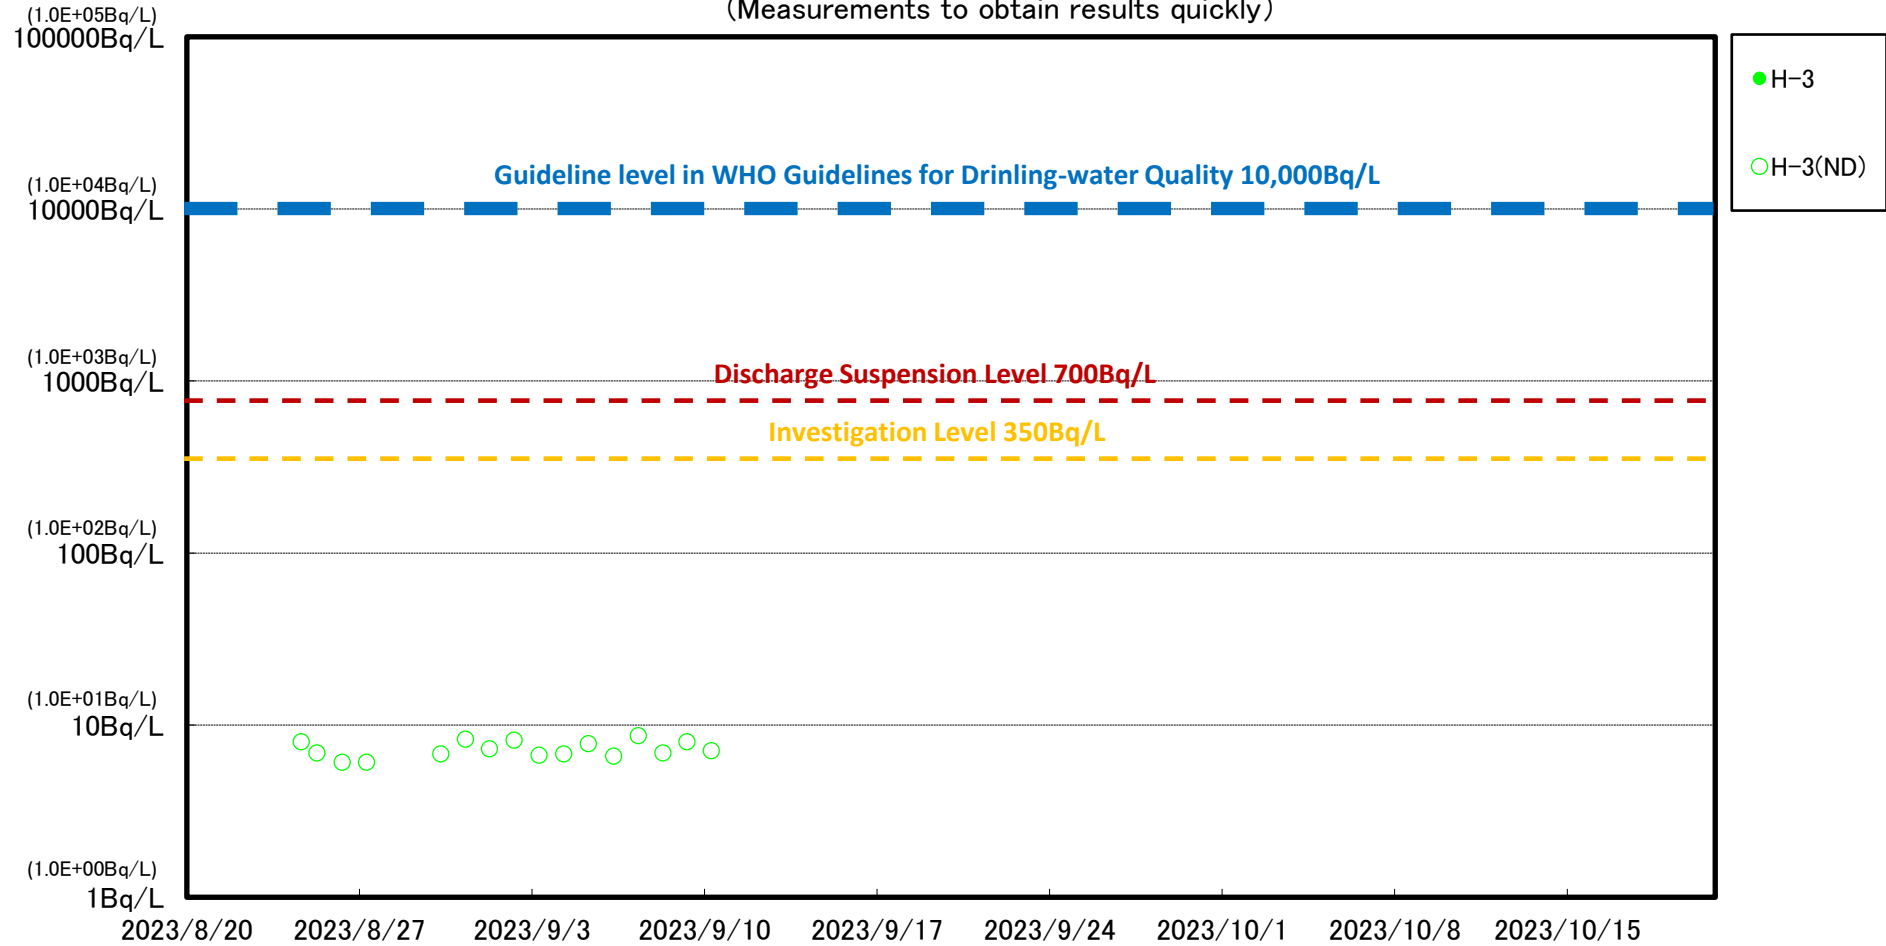 (Measurements to obtain results quickly)
(1.0E+05Bq/L)
100000Bq/L
H-3
H-3(ND)
Guideline level in WHO Guidelines for Drinling-water Quality 10,000Bq/L
(1.0E+04Bq/L)
10000Bq/L
(1.0E+03Bq/L)
1000Bq/L
Discharge Suspension Level 700Bq/L
Investigation Level 350Bq/L
(1.0E+02Bq/L)
100Bq/L
(1.0E+01Bq/L)
10Bq/L
(1.0E+00Bq/L)
1Bq/L
2023/8/20 2023/8/27 2023/9/3 2023/9/10 2023/9/17 2023/9/24 2023/10/1 2023/10/8 2023/10/15